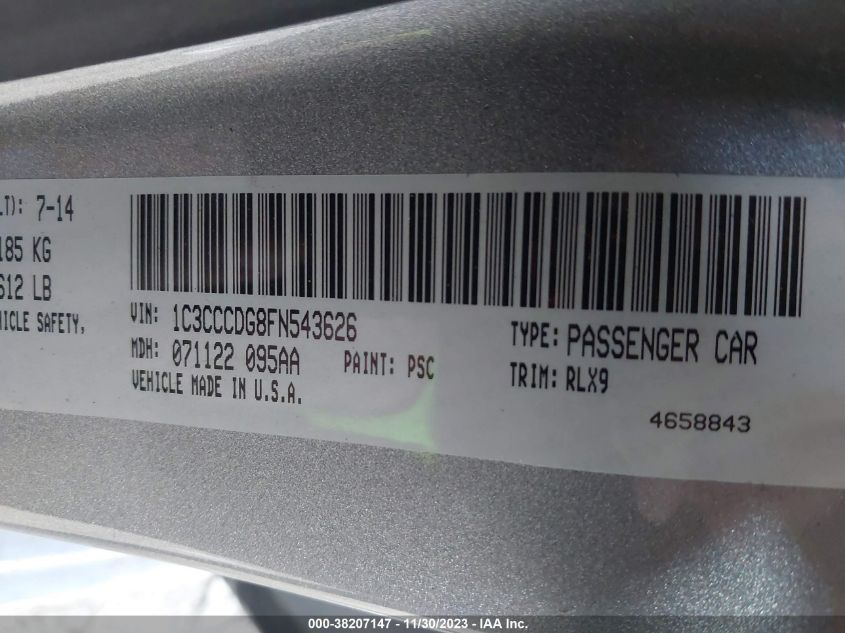 .T): 7-14
185 KG
612 LB
HICLE SAFETY,
VIN: 1C3CCCDG8FN543626
MDH: 071122 095AA
PAINT: PSC
VEHICLE MADE IN U.S.A.
TYPE: PASSENGER CAR
TRIM: RLX9
4658843
000-38207147 - 11/30/2023 - © IAA Inc.